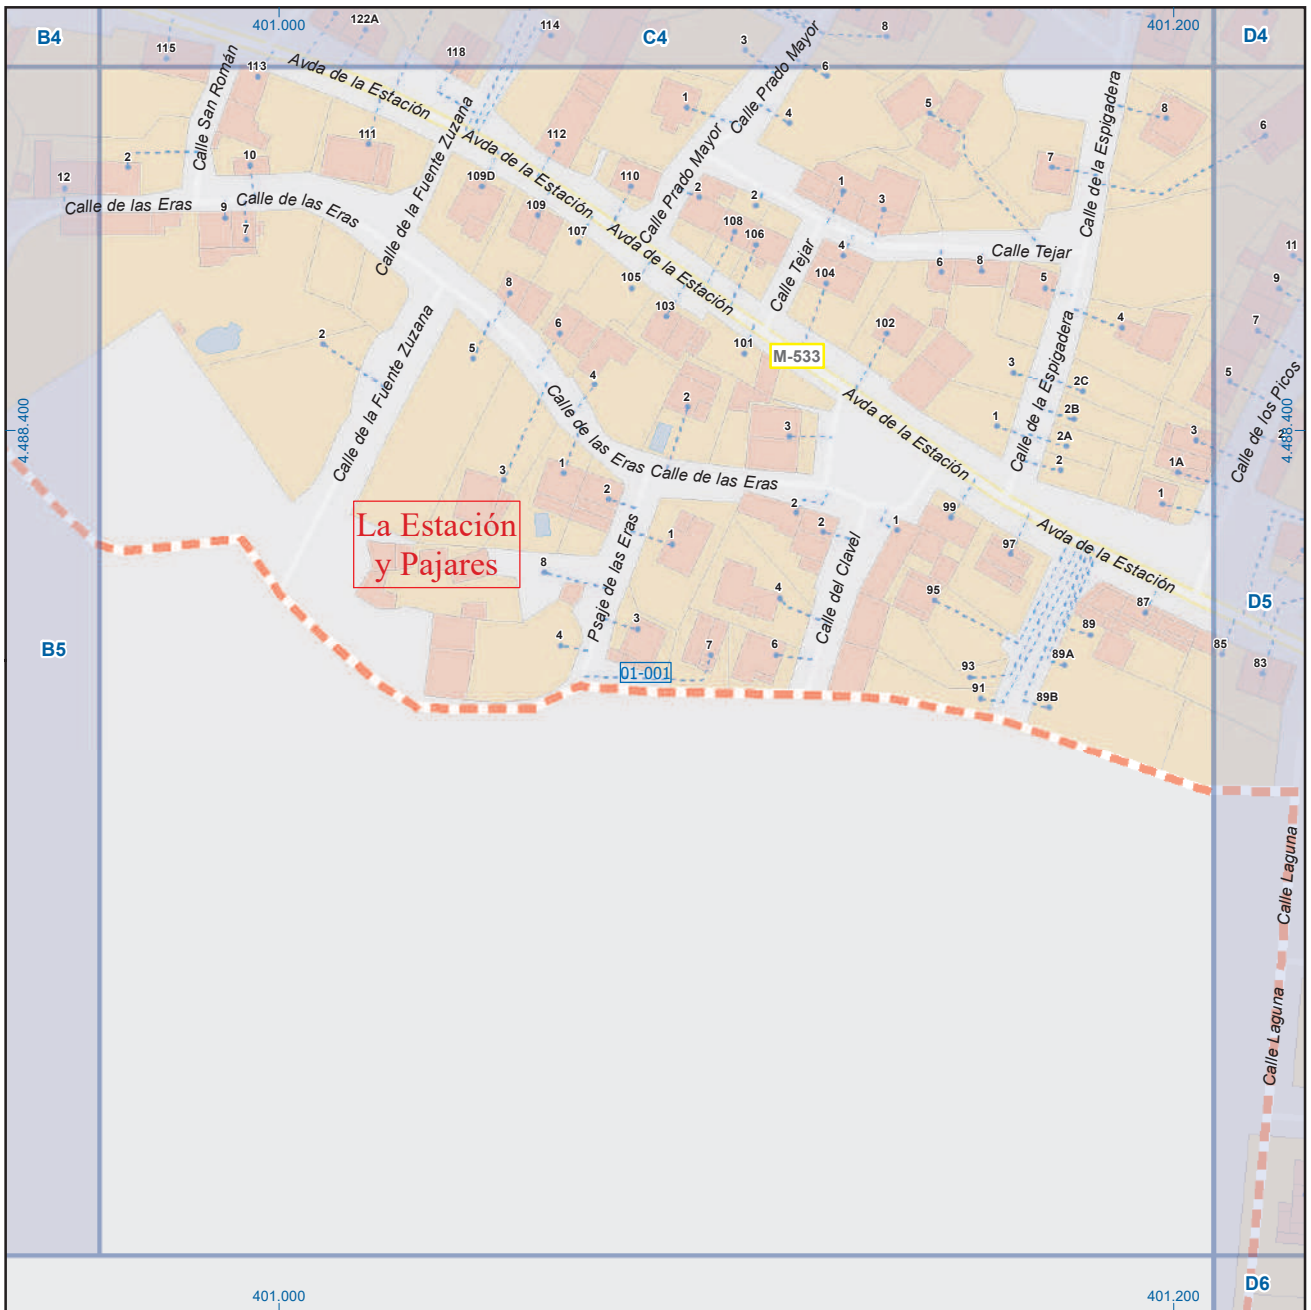 B4
401.000
C4
401.200
D4
122A
114
115
118
113
3
8
6
Calle San Román
Avda de la Estación
Calle de la Fuente Zuzana
Calle Prado Mayor
Calle de la Espigadera
1
4
5
8
6
111
112
2
10
12
109D
110
7
Calle de las Eras
Calle de las Eras
9
7
109
107
Avda de la Estación
Calle Prado Mayor
2
2
108
106
1
3
4
Calle Tejar
Calle Tejar
6
8
5
11
9
105
103
Avda de la Estación
104
8
6
4
5
2
Calle de la Fuente Zuzana
101
M-533
102
4
7
5
3
2C
2B
2A
2
1
Calle de la Espigadera
Calle de los Picos
3
1A
1
2
4.488.400
4.488.400
Calle de las Eras
Calle de las Eras
2
3
Avda de la Estación
3
1
2
2
2
1
99
97
Avda de la Estación
La Estación
y Pajares
8
Psaje de las Eras
1
3
4
7
4
6
Calle del Clavel
95
93
91
89
89A
89B
87
85
83
D5
B5
01-001
Calle Laguna
Calle Laguna
401.000
401.200
D6